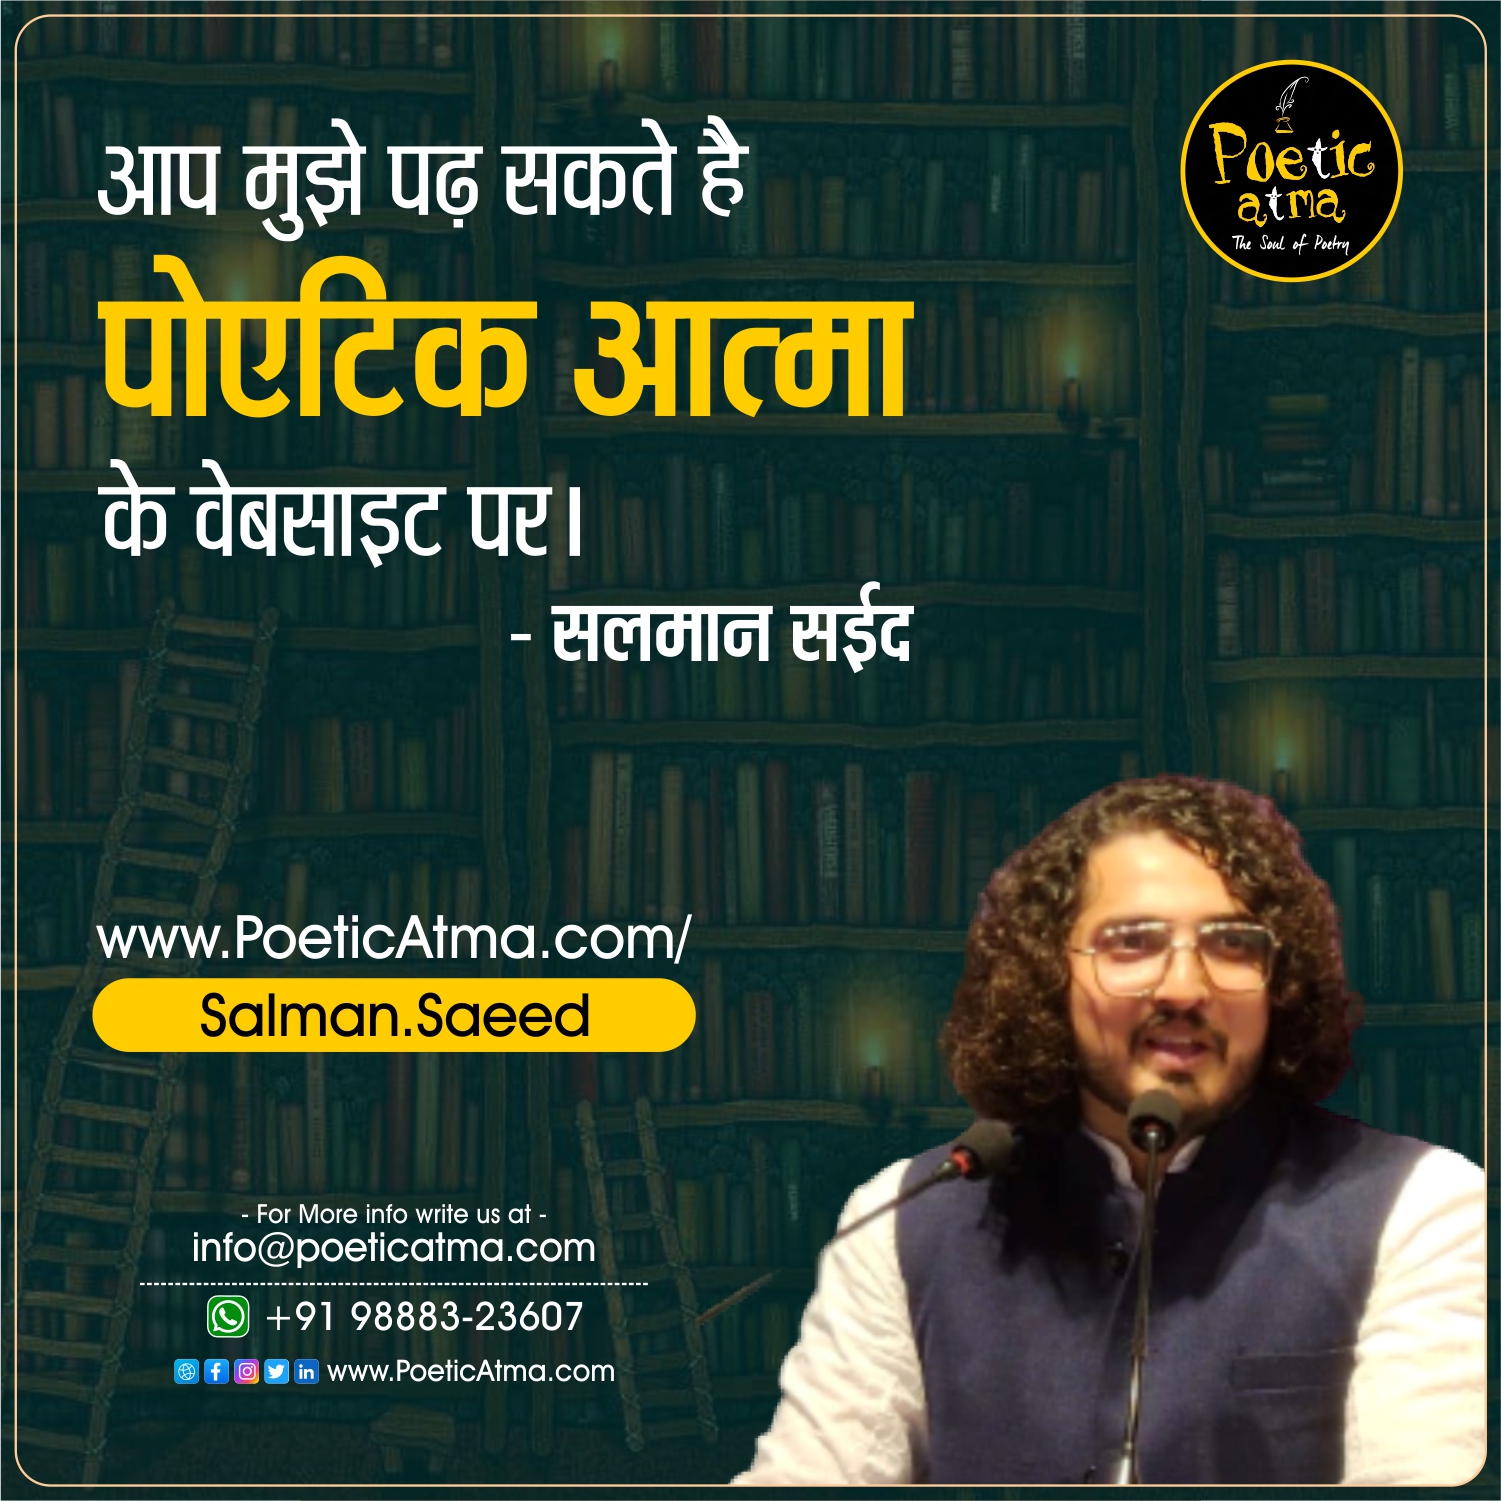 आप मुझे पढ़ सकते है
Poetic
atma
The Soul of Poetry
पोएटिक आत्मा
के वेबसाइट पर।
- सलमान सईद
www.PoeticAtma.com/
Salman.Saeed
- For More info write us at -
info@poeticatma.com
+91 98883-23607
www.PoeticAtma.com